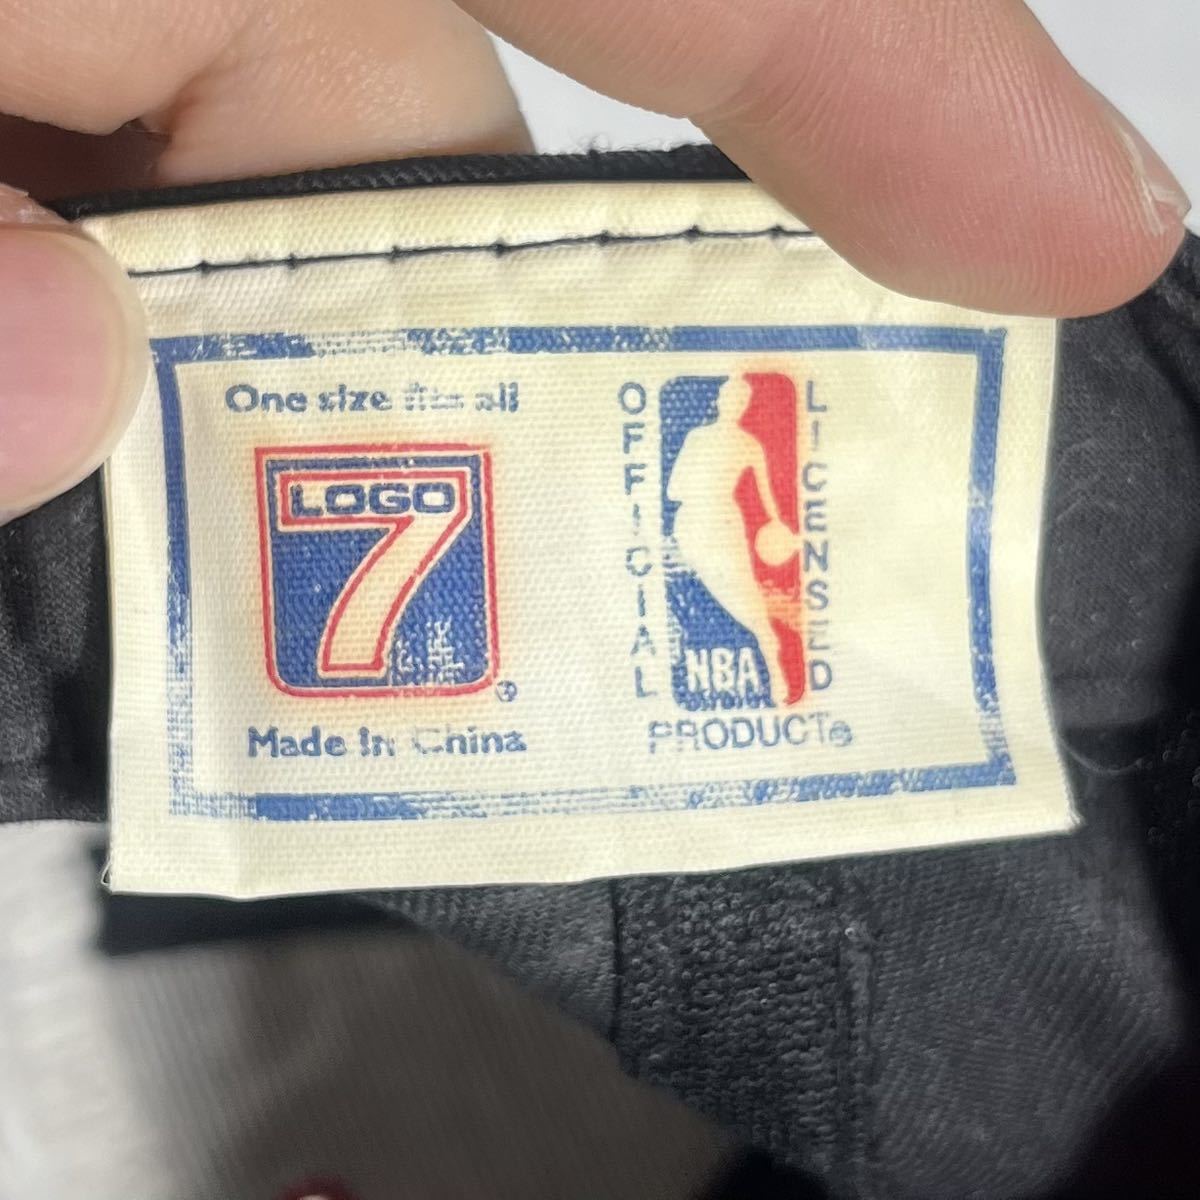 One size fits all
LOGO
7
®
Made In China
OFFICIAL
LICENSED
NBA
PRODUCTs